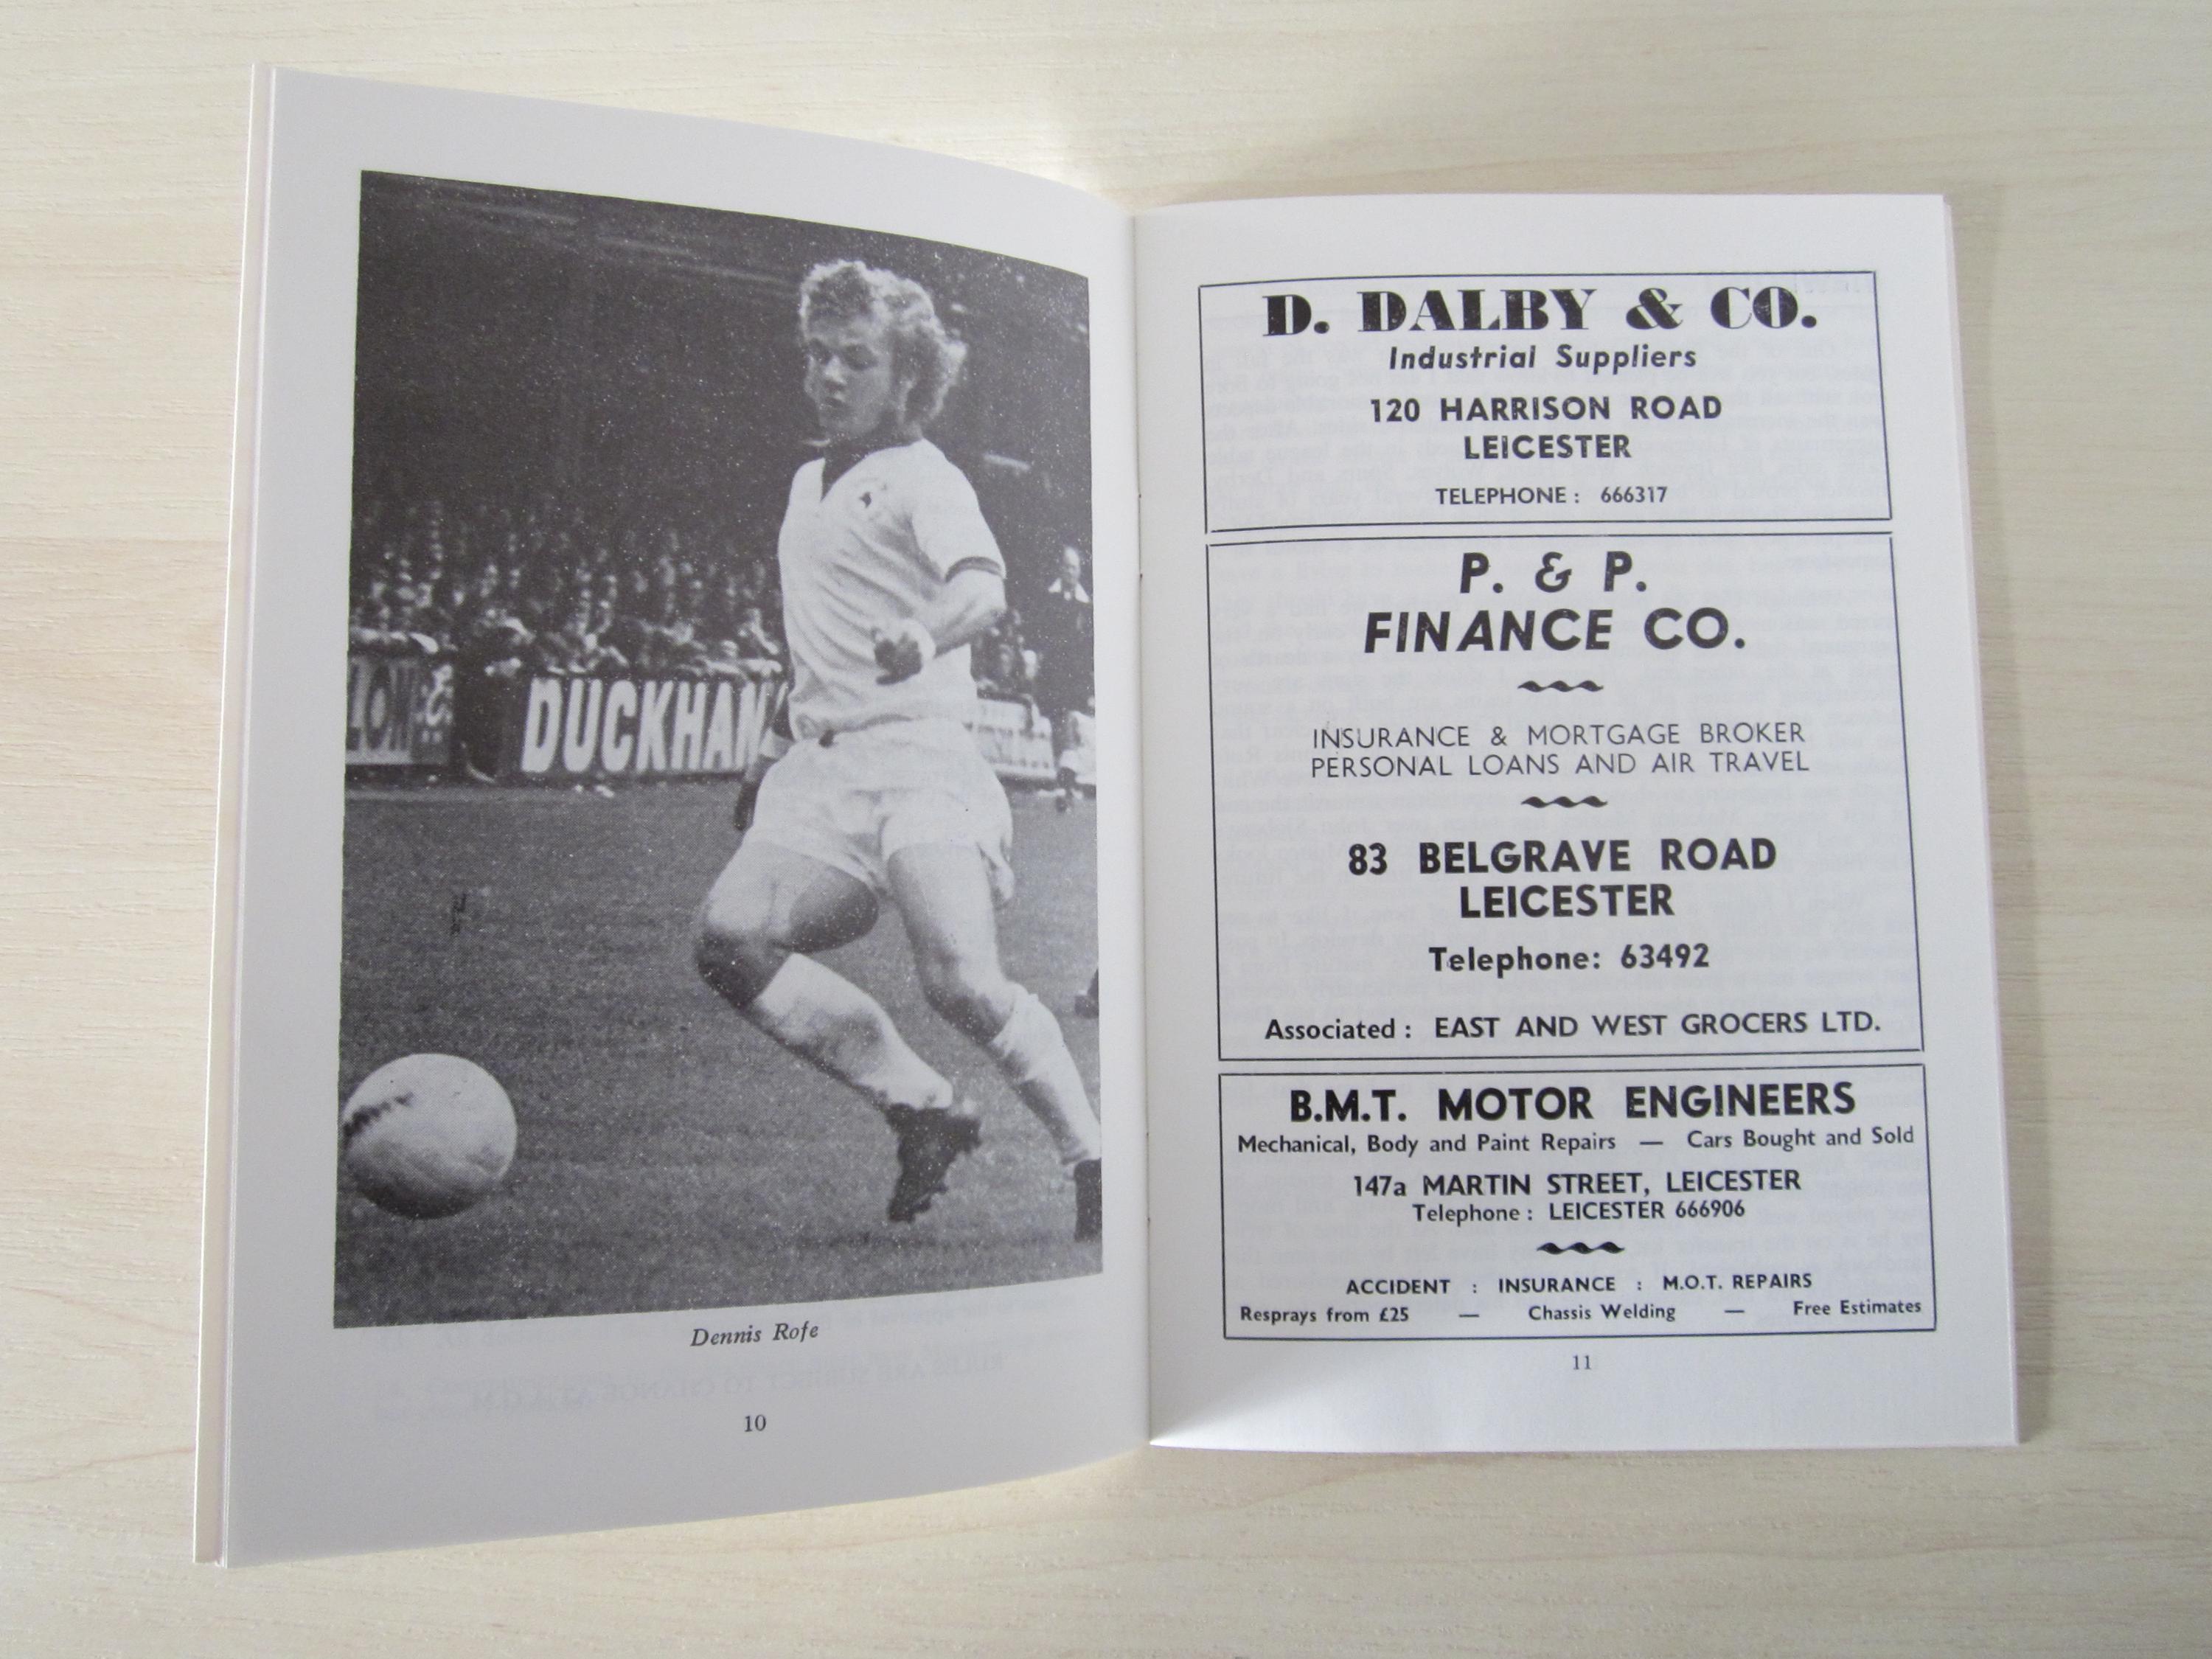 DUCKHAM
Dennis Rofe
10
D. DALBY & CO.
Industrial Suppliers
120 HARRISON ROAD
LEICESTER
TELEPHONE : 666317
P. & P.
FINANCE CO.
INSURANCE & MORTGAGE BROKER
PERSONAL LOANS AND AIR TRAVEL
83 BELGRAVE ROAD
LEICESTER
Telephone: 63492
Associated : EAST AND WEST GROCERS LTD.
B.M.T. MOTOR ENGINEERS
Mechanical, Body and Paint Repairs — Cars Bought and Sold
147a MARTIN STREET, LEICESTER
Telephone : LEICESTER 666906
ACCIDENT : INSURANCE : M.O.T. REPAIRS
Resprays from £25 — Chassis Welding — Free Estimates
11